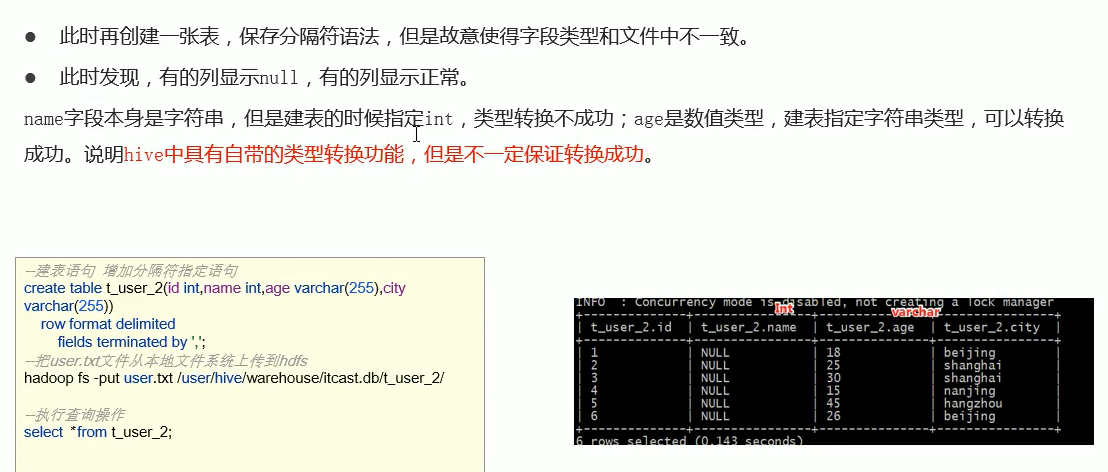 ● 此时再创建一张表，保存分隔符语法，但是故意使得字段类型和文件中不一致。
● 此时发现，有的列显示null，有的列显示正常。
name字段本身是字符串，但是建表的时候指定int，类型转换不成功；age是数值类型，建表指定字符串类型，可以转换
成功。说明hive中具有自带的类型转换功能，但是不一定保证转换成功。
--建表语句 增加分隔符指定语句
create table t_user_2(id int,name int,age varchar(255),city
varchar(255))
row format delimited
fields terminated by ',';
--把user.txt文件从本地文件系统上传到hdfs
hadoop fs -put user.txt /user/hive/warehouse/itcast.db/t_user_2/
--执行查询操作
select *from t_user_2;
INFO : Concurrency mode is disabled, not creating a lock manager
int varchar
+-------------+---------------+--------------+---------------+
| t_user_2.id | t_user_2.name | t_user_2.age | t_user_2.city |
+-------------+---------------+--------------+---------------+
| 1 | NULL | 18 | beijing |
| 2 | NULL | 25 | shanghai |
| 3 | NULL | 30 | shanghai |
| 4 | NULL | 15 | nanjing |
| 5 | NULL | 45 | hangzhou |
| 6 | NULL | 26 | beijing |
+-------------+---------------+--------------+---------------+
6 rows selected (0.143 seconds)